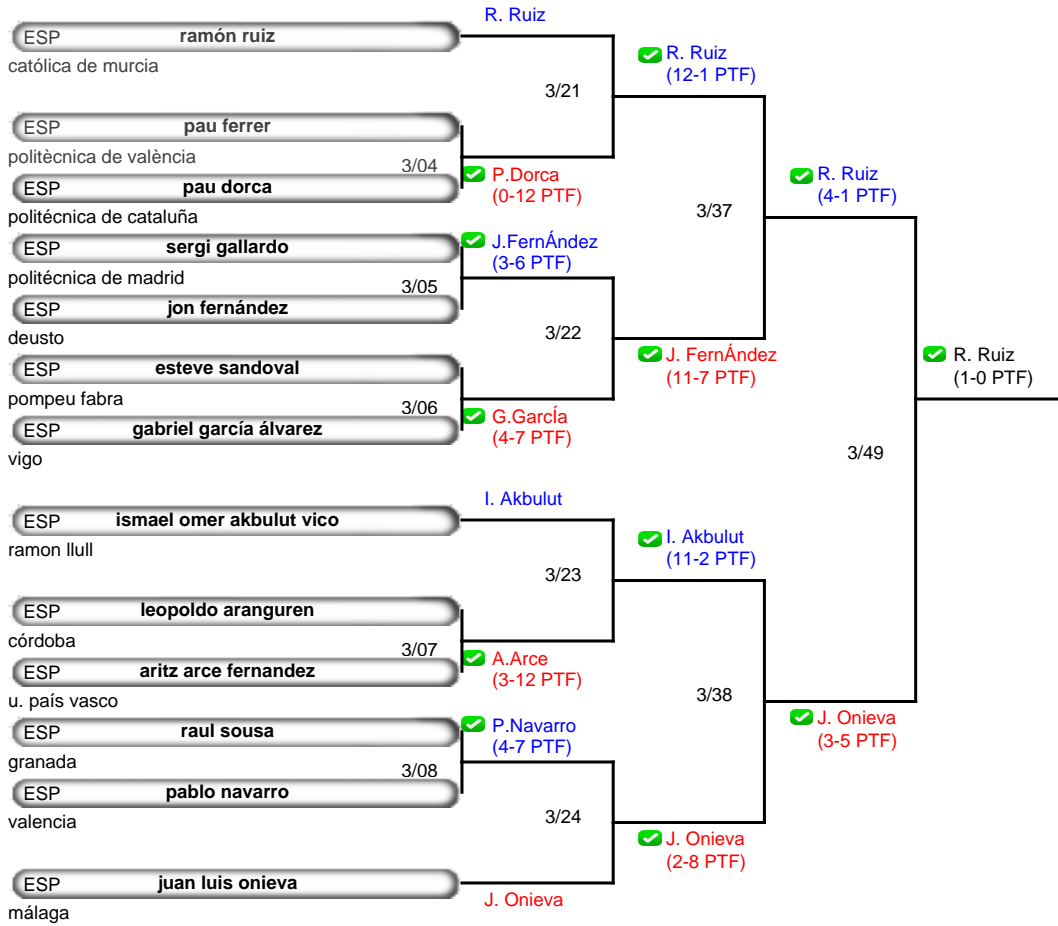 R. Ruiz
ESP ramón ruiz
católica de murcia
R. Ruiz
(12-1 PTF)
3/21
ESP pau ferrer
politècnica de valència
3/04
P.Dorca
(0-12 PTF)
ESP pau dorca
politécnica de cataluña
R. Ruiz
(4-1 PTF)
3/37
ESP sergi gallardo
politécnica de madrid
J.FernÁndez
(3-6 PTF)
3/05
ESP jon fernández
deusto
3/22
J. FernÁndez
(11-7 PTF)
R. Ruiz
(1-0 PTF)
ESP esteve sandoval
pompeu fabra
3/06
G.GarcÍa
(4-7 PTF)
ESP gabriel garcía álvarez
vigo
3/49
I. Akbulut
ESP ismael omer akbulut vico
ramon llull
I. Akbulut
(11-2 PTF)
3/23
ESP leopoldo aranguren
córdoba
3/07
A.Arce
(3-12 PTF)
ESP aritz arce fernandez
u. país vasco
3/38
J. Onieva
(3-5 PTF)
P.Navarro
(4-7 PTF)
ESP raul sousa
granada
3/08
ESP pablo navarro
valencia
3/24
J. Onieva
(2-8 PTF)
ESP juan luis onieva
málaga
J. Onieva